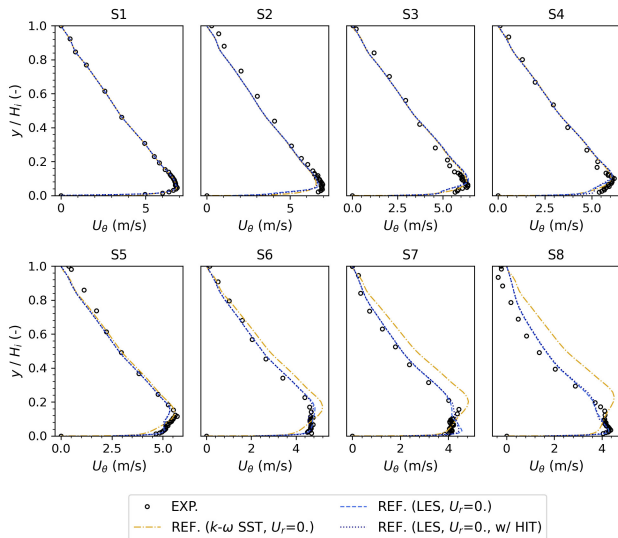 S1 S2 S3 S4
1.0
0.8
0.6
0.4
0.2
0.0
y / H_i (-)
0 5 0 5 0.0 2.5 5.0 0.0 2.5 5.0
U_θ (m/s) U_θ (m/s) U_θ (m/s) U_θ (m/s)
S5 S6 S7 S8
1.0
0.8
0.6
0.4
0.2
0.0
y / H_i (-)
0.0 2.5 5.0 0 2 4 0 2 4 0 2 4
U_θ (m/s) U_θ (m/s) U_θ (m/s) U_θ (m/s)
EXP. REF. (LES, U_r=0.)
REF. (k-ω SST, U_r=0.) REF. (LES, U_r=0., w/ HIT)